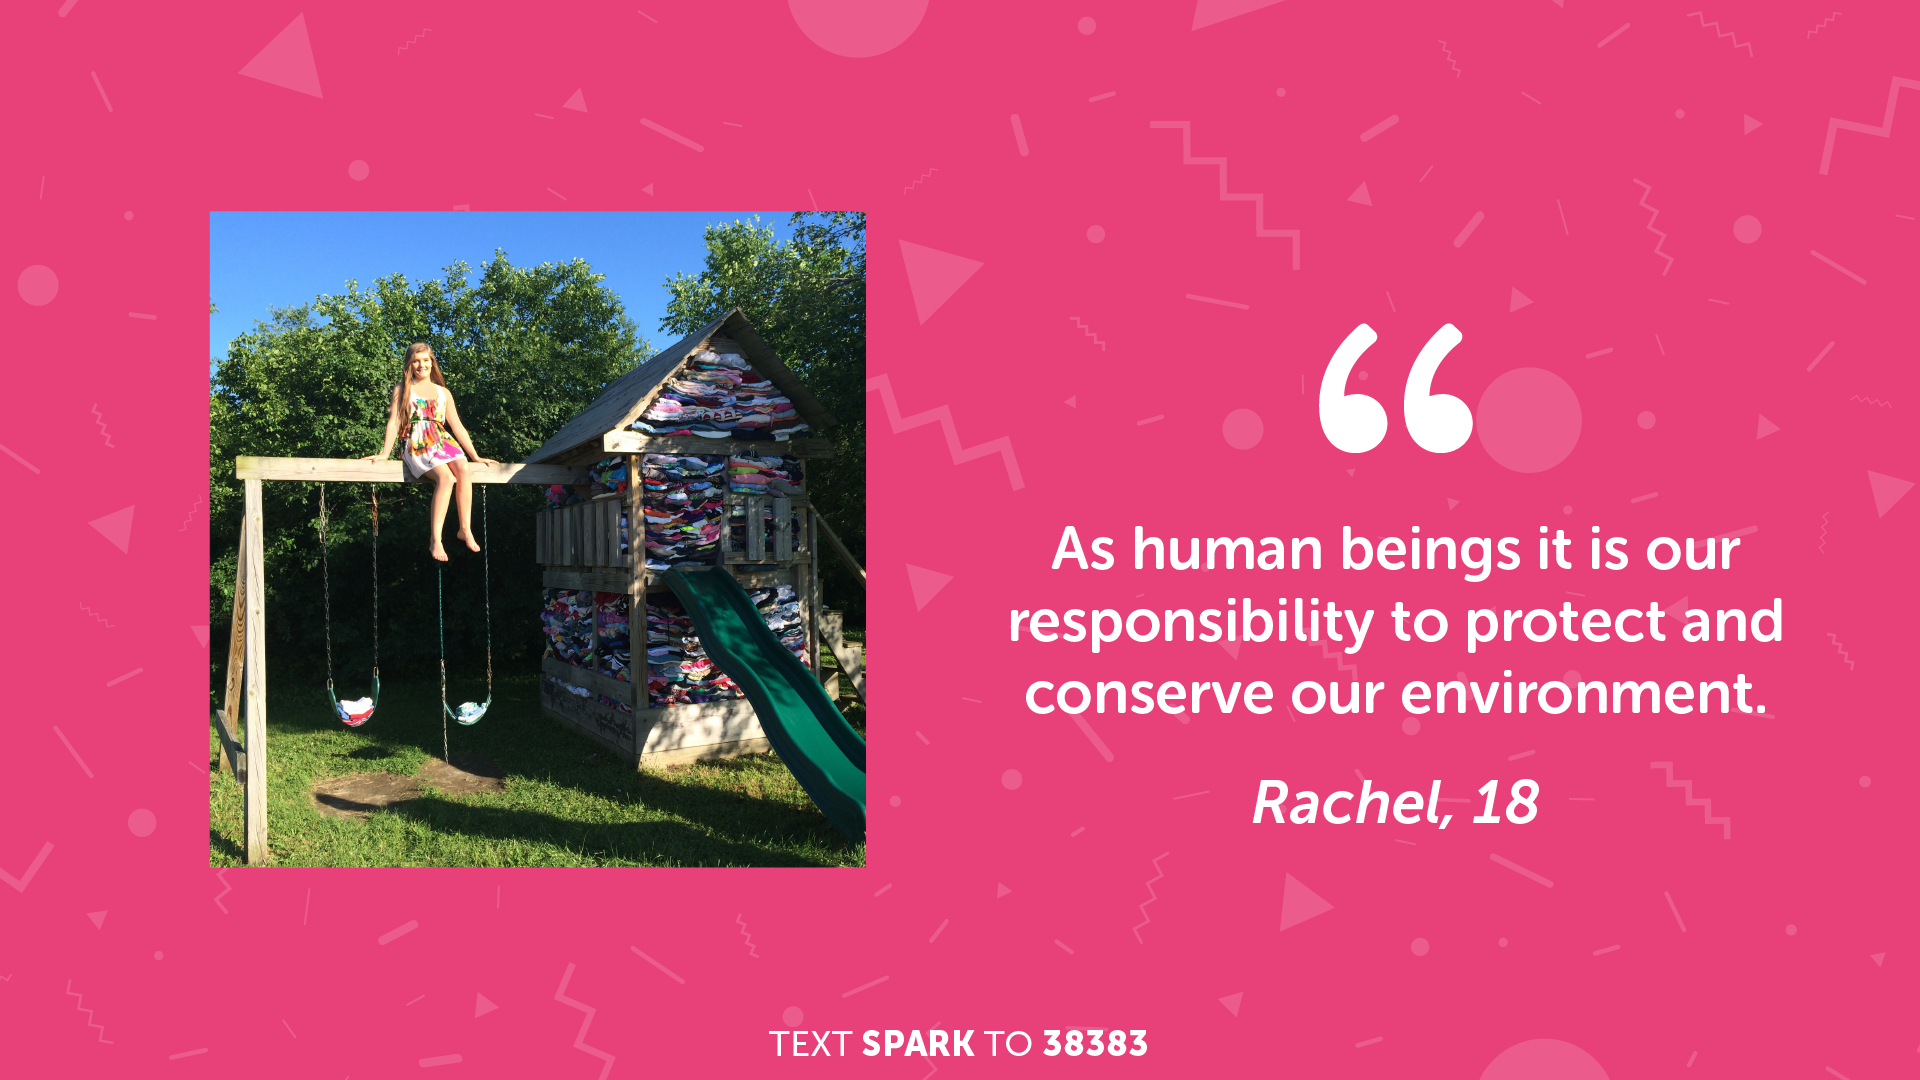 “
As human beings it is our
responsibility to protect and
conserve our environment.
Rachel, 18
TEXT SPARK TO 38383